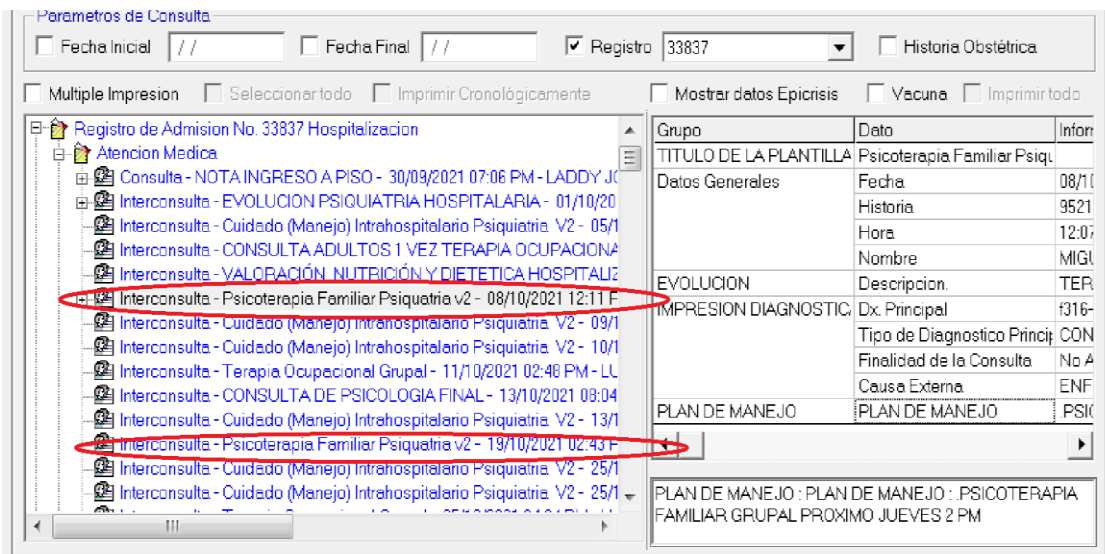 Parametros de Consulta
Fecha Inicial / / Fecha Final / / Registro 33837 Historia Obstétrica
Multiple Impresion Seleccionar todo Imprimir Cronológicamente Mostrar datos Epicrisis Vacuna Imprimir todo
Registro de Admision No. 33837 Hospitalizacion
Atencion Medica
Consulta - NOTA INGRESO A PISO - 30/09/2021 07:06 PM - LADDY JO
Interconsulta - EVOLUCION PSIQUIATRIA HOSPITALARIA - 01/10/20
Interconsulta - Cuidado (Manejo) Intrahospitalario Psiquiatria V2 - 05/1
Interconsulta - CONSULTA ADULTOS 1 VEZ TERAPIA OCUPACIONA
Interconsulta - VALORACIÓN NUTRICIÓN Y DIETETICA HOSPITALIZ
Interconsulta - Psicoterapia Familiar Psiquatria v2 - 08/10/2021 12:11 P
Interconsulta - Cuidado (Manejo) Intrahospitalario Psiquiatria V2 - 09/1
Interconsulta - Cuidado (Manejo) Intrahospitalario Psiquiatria V2 - 10/1
Interconsulta - Terapia Ocupacional Grupal - 11/10/2021 02:48 PM - LU
Interconsulta - CONSULTA DE PSICOLOGIA FINAL - 13/10/2021 08:04
Interconsulta - Cuidado (Manejo) Intrahospitalario Psiquiatria V2 - 13/1
Interconsulta - Psicoterapia Familiar Psiquatria v2 - 19/10/2021 02:43 P
Interconsulta - Cuidado (Manejo) Intrahospitalario Psiquiatria V2 - 25/1
Interconsulta - Cuidado (Manejo) Intrahospitalario Psiquiatria V2 - 25/1
Grupo Dato Inform
TITULO DE LA PLANTILLA Psicoterapia Familiar Psiqu
Datos Generales Fecha 08/10
Historia 9521
Hora 12:07
Nombre MIGU
EVOLUCION Descripcion. TER
IMPRESION DIAGNOSTIC Dx. Principal f316-
Tipo de Diagnostico Princip CON
Finalidad de la Consulta No A
Causa Externa ENF
PLAN DE MANEJO PLAN DE MANEJO .PSIC
PLAN DE MANEJO : PLAN DE MANEJO : .PSICOTERAPIA
FAMILIAR GRUPAL PROXIMO JUEVES 2 PM